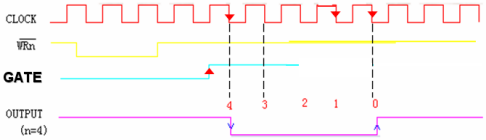 CLOCK
WRn
GATE
4 3 2 1 0
OUTPUT
(n=4)